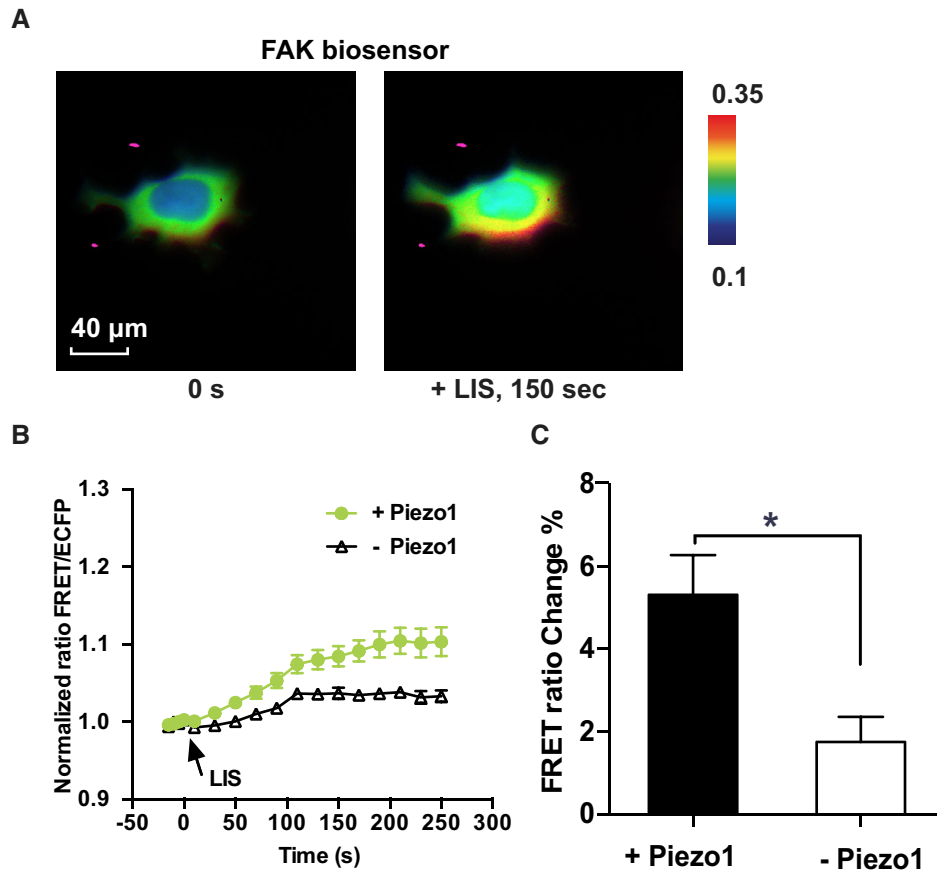 A
FAK biosensor
0.35
0.1
40 µm
0 s
+ LIS, 150 sec
B
Normalized ratio FRET/ECFP
1.3
1.2
1.1
1.0
0.9
+ Piezo1
- Piezo1
LIS
-50 0 50 100 150 200 250 300
Time (s)
C
FRET ratio Change %
8
6
4
2
0
*
+ Piezo1 - Piezo1